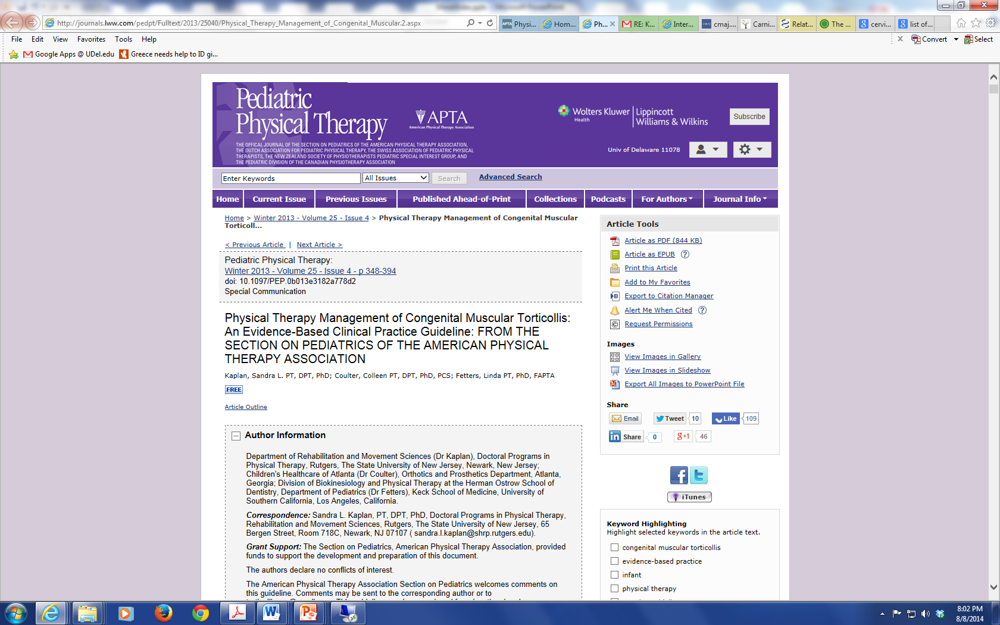 http://journals.lww.com/pedpt/Fulltext/2013/25040/Physical_Therapy_Management_of_Congenital_Muscular.2.aspx
Physi...
Hom...
Ph...
RE: K...
Inter...
cmaj....
Carni...
Relat...
The ...
cervi...
list of...
File Edit View Favorites Tools Help
Convert
Select
Google Apps @ UDel.edu
Greece needs help to ID gi...
Pediatric
Physical Therapy
APTA
American Physical Therapy Association
THE OFFICAL JOURNAL OF THE SECTION ON PEDIATRICS OF THE AMERICAN PHYSICAL THERAPY ASSOCIATION,
THE DUTCH ASSOCIATION FOR PEDIATRIC PHYSICAL THERAPY, THE SWISS ASSOCIATION OF PEDIATRIC PHYSICAL
THERAPISTS, THE NEW ZEALAND SOCIETY OF PHYSIOTHERAPISTS PEDIATRIC SPECIAL INTEREST GROUP, AND
THE PEDIATRIC DIVISION OF THE CANADIAN PHYSIOTHERAPY ASSOCIATION
Wolters Kluwer
Health
Lippincott
Williams & Wilkins
Subscribe
Univ of Delaware 11078
Enter Keywords
All Issues
Search
Advanced Search
Home
Current Issue
Previous Issues
Published Ahead-of-Print
Collections
Podcasts
For Authors
Journal Info
Home > Winter 2013 - Volume 25 - Issue 4 > Physical Therapy Management of Congenital Muscular
Torticoll...
< Previous Article | Next Article >
Pediatric Physical Therapy:
Winter 2013 - Volume 25 - Issue 4 - p 348-394
doi: 10.1097/PEP.0b013e3182a778d2
Special Communication
Physical Therapy Management of Congenital Muscular Torticollis:
An Evidence-Based Clinical Practice Guideline: FROM THE
SECTION ON PEDIATRICS OF THE AMERICAN PHYSICAL
THERAPY ASSOCIATION
Kaplan, Sandra L. PT, DPT, PhD; Coulter, Colleen PT, DPT, PhD, PCS; Fetters, Linda PT, PhD, FAPTA
FREE
Article Outline
Author Information
Department of Rehabilitation and Movement Sciences (Dr Kaplan), Doctoral Programs in
Physical Therapy, Rutgers, The State University of New Jersey, Newark, New Jersey;
Children's Healthcare of Atlanta (Dr Coulter), Orthotics and Prosthetics Department, Atlanta,
Georgia; Division of Biokinesiology and Physical Therapy at the Herman Ostrow School of
Dentistry, Department of Pediatrics (Dr Fetters), Keck School of Medicine, University of
Southern California, Los Angeles, California.
Correspondence: Sandra L. Kaplan, PT, DPT, PhD, Doctoral Programs in Physical Therapy,
Rehabilitation and Movement Sciences, Rutgers, The State University of New Jersey, 65
Bergen Street, Room 718C, Newark, NJ 07107 ( sandra.l.kaplan@shrp.rutgers.edu).
Grant Support: The Section on Pediatrics, American Physical Therapy Association, provided
funds to support the development and preparation of this document.
The authors declare no conflicts of interest.
The American Physical Therapy Association Section on Pediatrics welcomes comments on
this guideline. Comments may be sent to the corresponding author or to
Article Tools
Article as PDF (844 KB)
Article as EPUB
Print this Article
Add to My Favorites
Export to Citation Manager
Alert Me When Cited
Request Permissions
Images
View Images in Gallery
View Images in Slideshow
Export All Images to PowerPoint File
Share
Email
Tweet 10
Like 109
Share 0
+1 46
iTunes
Keyword Highlighting
Highlight selected keywords in the article text.
congenital muscular torticollis
evidence-based practice
infant
physical therapy
8:02 PM
8/8/2014